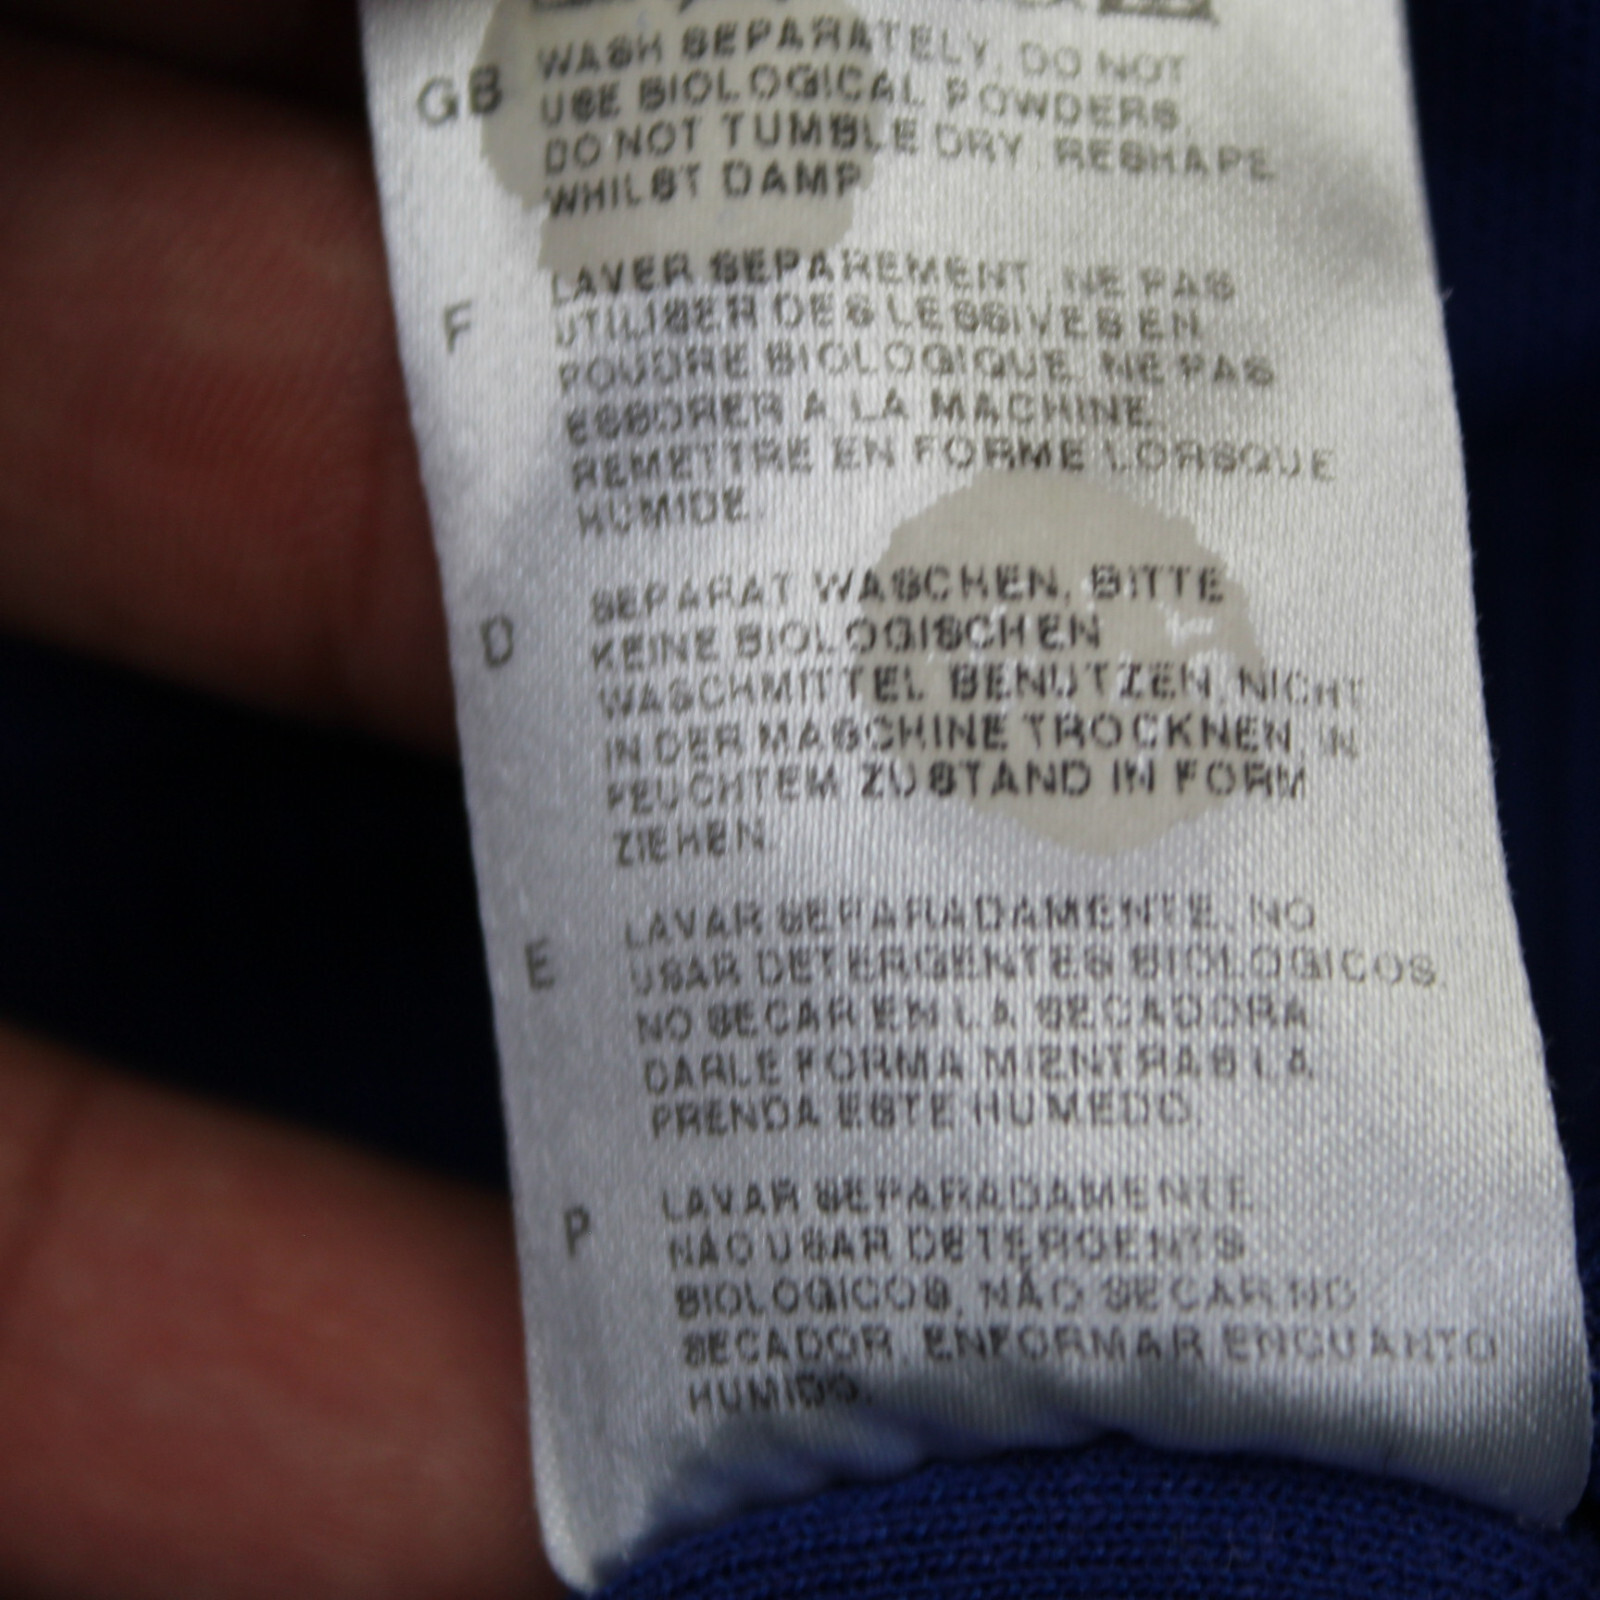 GB WASH SEPARATELY, DO NOT
USE BIOLOGICAL POWDERS,
DO NOT TUMBLE DRY. RESHAPE
WHILST DAMP
F LAVER SEPAREMENT. NE PAS
UTILISER DES LESSIVES EN
POUDRE BIOLOGIQUE. NE PAS
ESSORER A LA MACHINE.
REMETTRE EN FORME LORSQUE
HUMIDE.
D SEPARAT WASCHEN, BITTE
KEINE BIOLOGISCHEN
WASCHMITTEL BENUTZEN, NICHT
IN DER MASCHINE TROCKNEN, IN
FEUCHTEM ZUSTAND IN FORM
ZIEHEN.
E LAVAR SEPARADAMENTE, NO
USAR DETERGENTES BIOLOGICOS.
NO SECAR EN LA SECADORA
DARLE FORMA MIENTRAS LA
PRENDA ESTE HUMEDO.
P LAVAR SEPARADAMENTE
NÃO USAR DETERGENTS
BIOLOGICOS, NÃO SECAR NO
SECADOR, ENFORMAR ENCUANTO
HUMIDO.